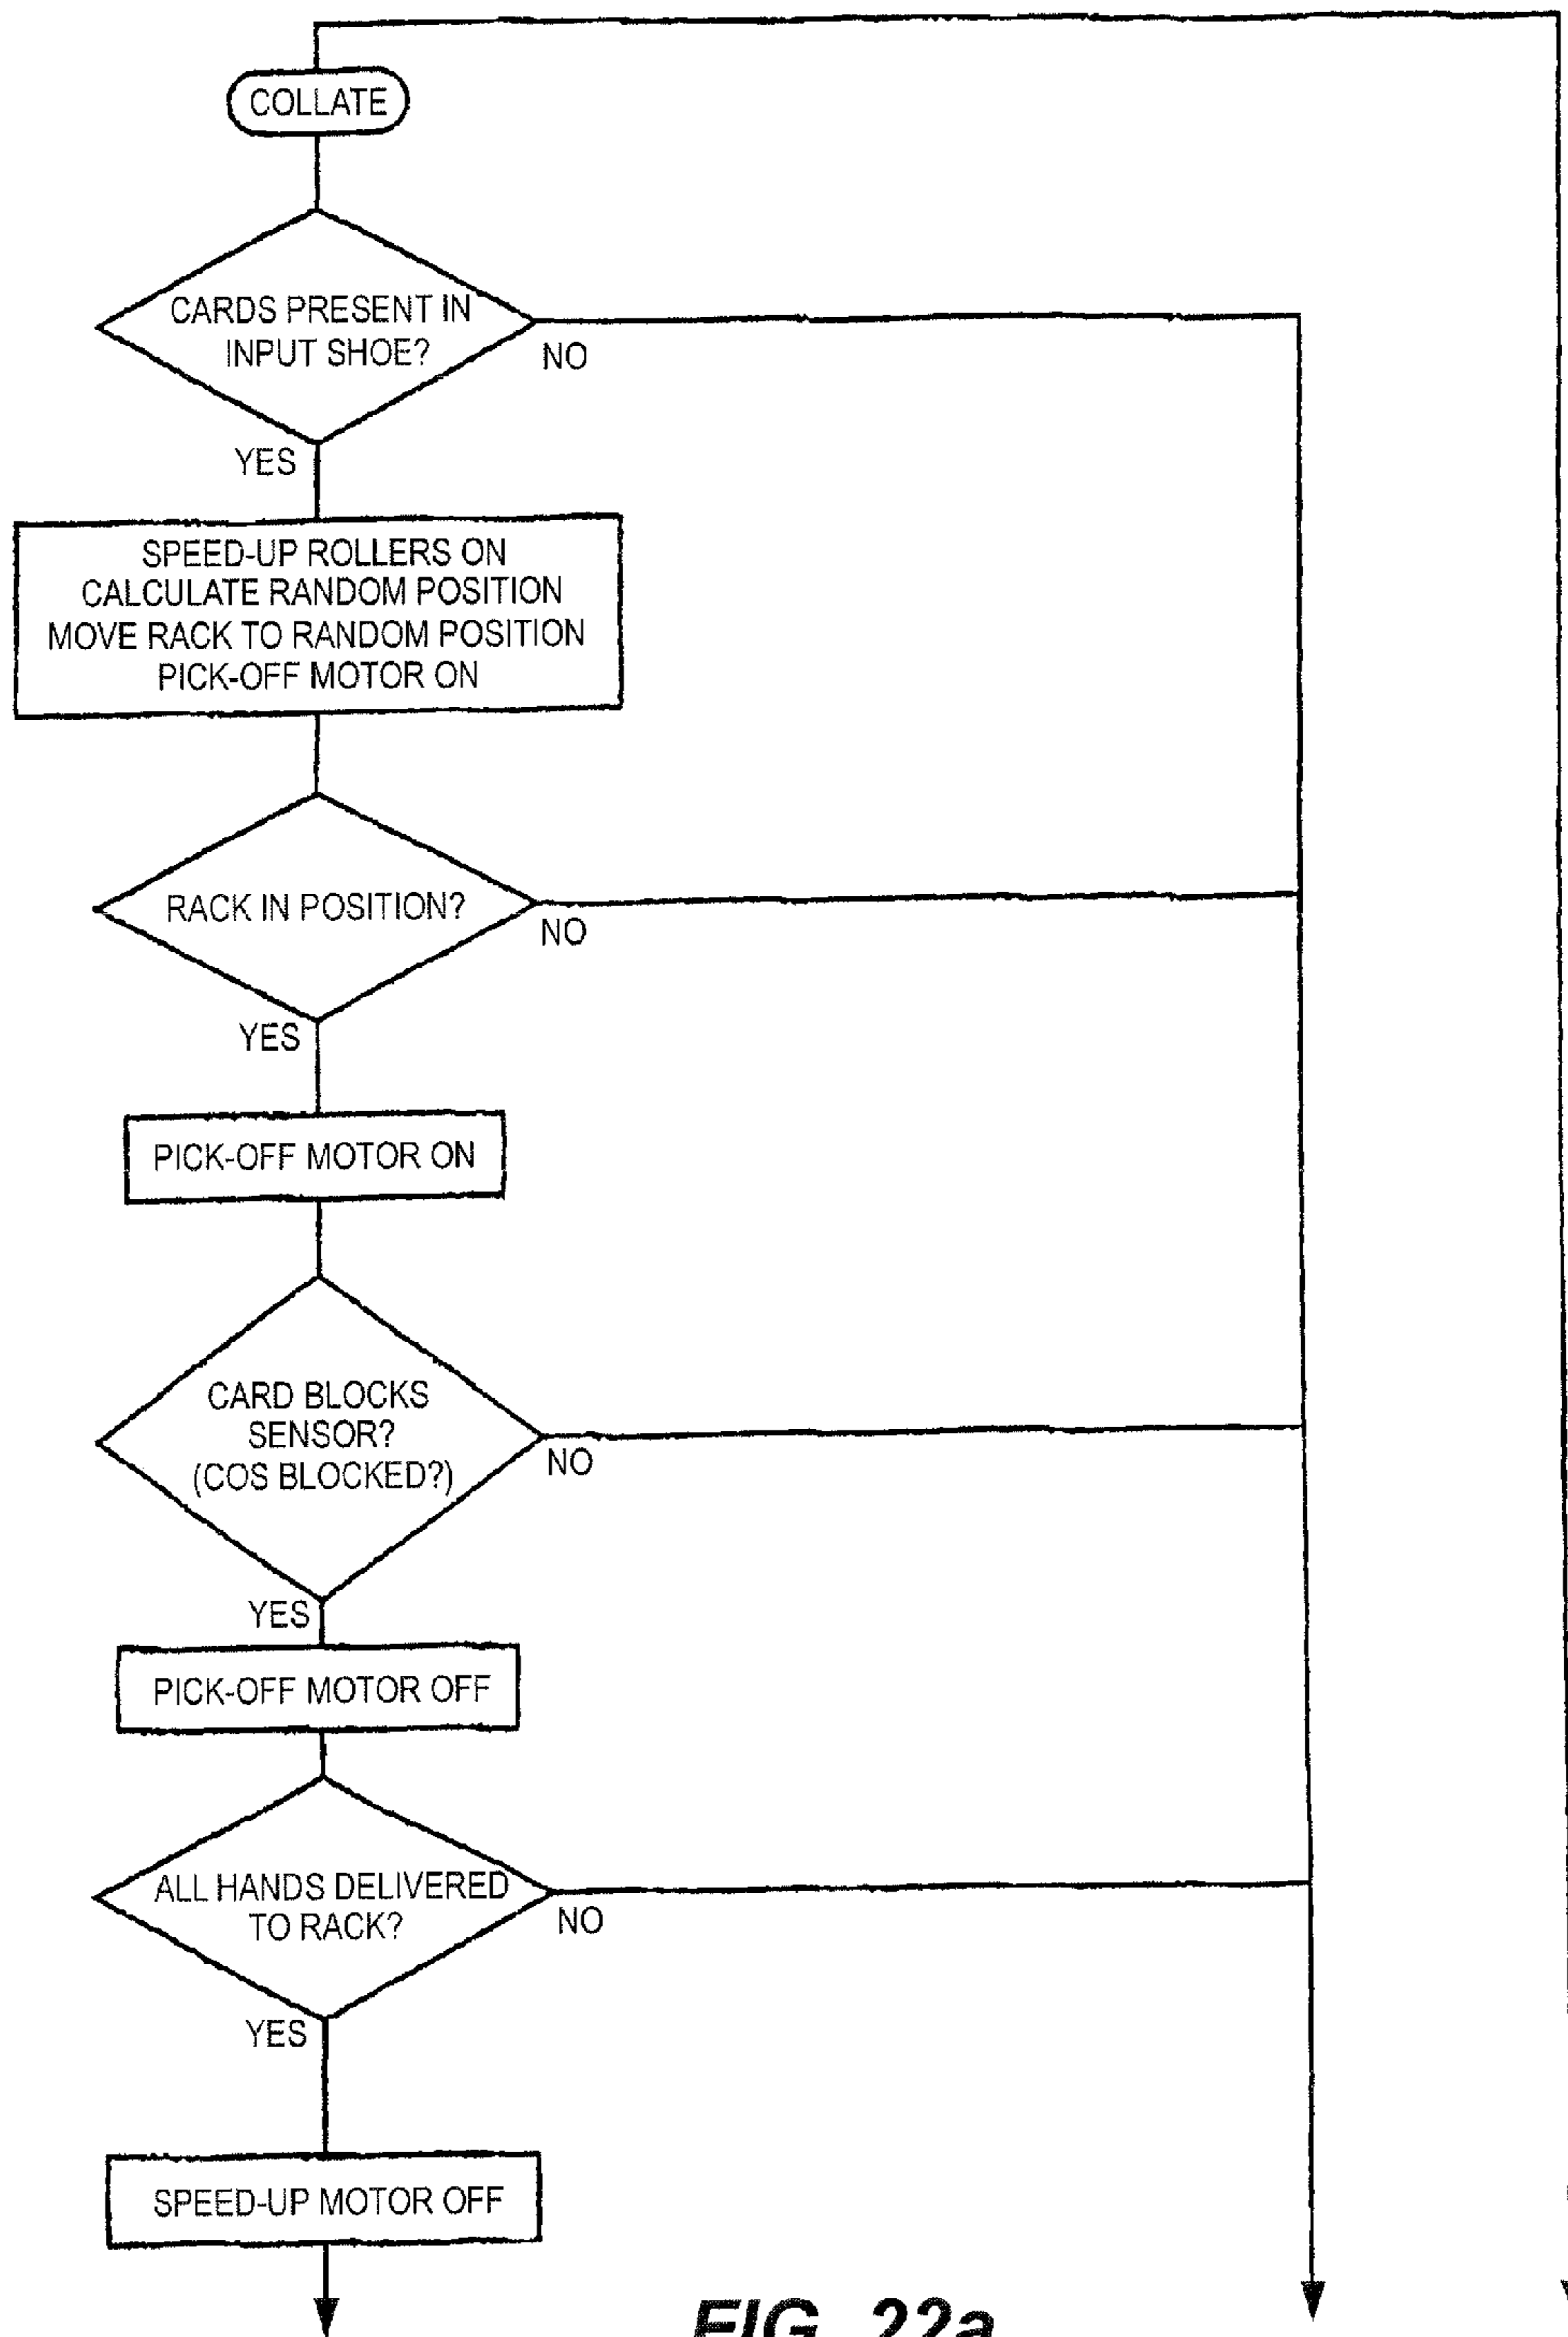 COLLATE
CARDS PRESENT IN
INPUT SHOE?
NO
YES
SPEED-UP ROLLERS ON
CALCULATE RANDOM POSITION
MOVE RACK TO RANDOM POSITION
PICK-OFF MOTOR ON
RACK IN POSITION?
NO
YES
PICK-OFF MOTOR ON
CARD BLOCKS
SENSOR?
(COS BLOCKED?)
NO
YES
PICK-OFF MOTOR OFF
ALL HANDS DELIVERED
TO RACK?
NO
YES
SPEED-UP MOTOR OFF
FIG. 22a